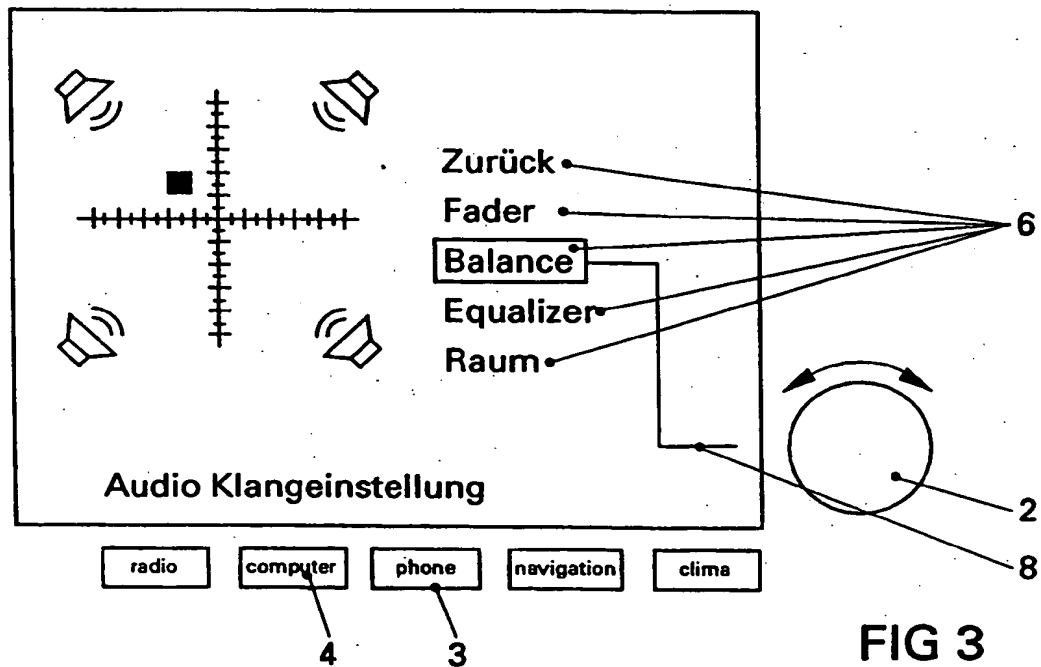 Zurück
Fader
6
Balance
Equalizer
Raum
Audio Klangeinstellung
2
radio computer phone navigation clima
8
4 3
FIG 3